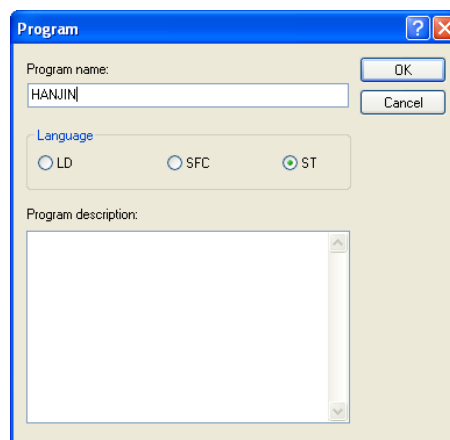 Program
Program name:
OK
HANJIN
Cancel
Language
LD SFC ST
Program description: